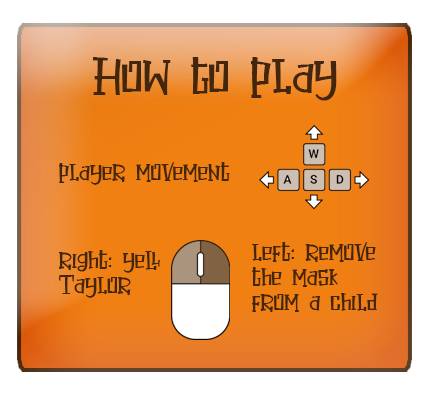 How to play
player movement
W
A S D
Right: yell
Taylor
Left: Remove
the Mask
from a child